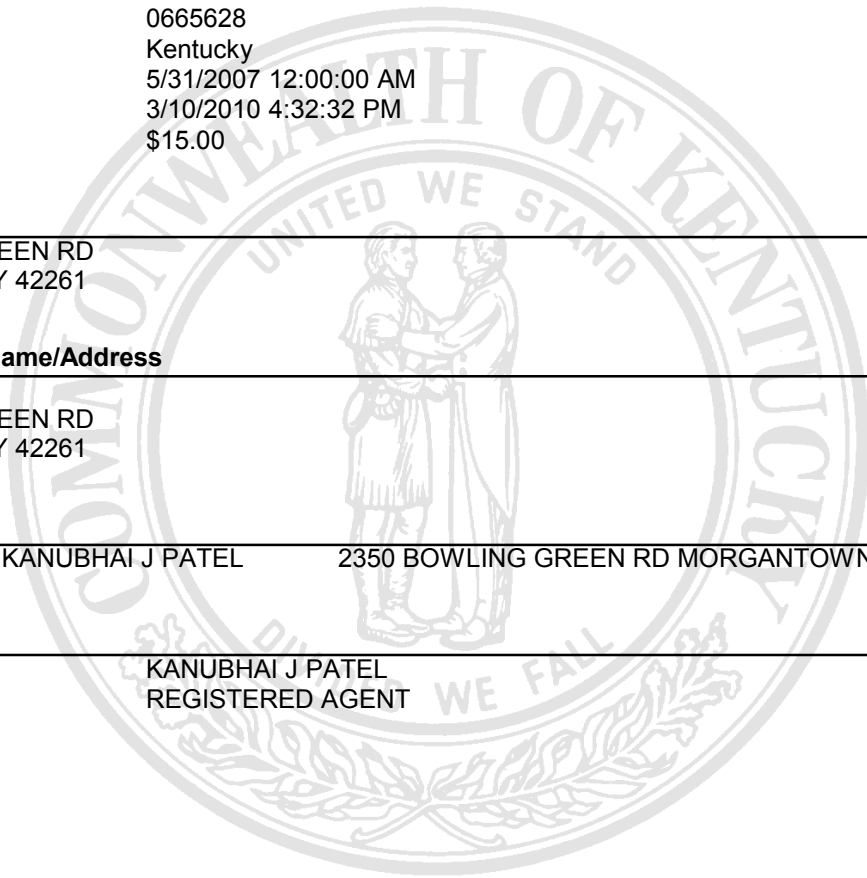 0665628
Kentucky
5/31/2007 12:00:00 AM
3/10/2010 4:32:32 PM
$15.00
COMMONWEALTH OF KENTUCKY
UNITED WE STAND
EEN RD
Y 42261
ame/Address
EEN RD
Y 42261
KANUBHAI J PATEL 2350 BOWLING GREEN RD MORGANTOWN
DIVIDED WE FALL
KANUBHAI J PATEL
REGISTERED AGENT